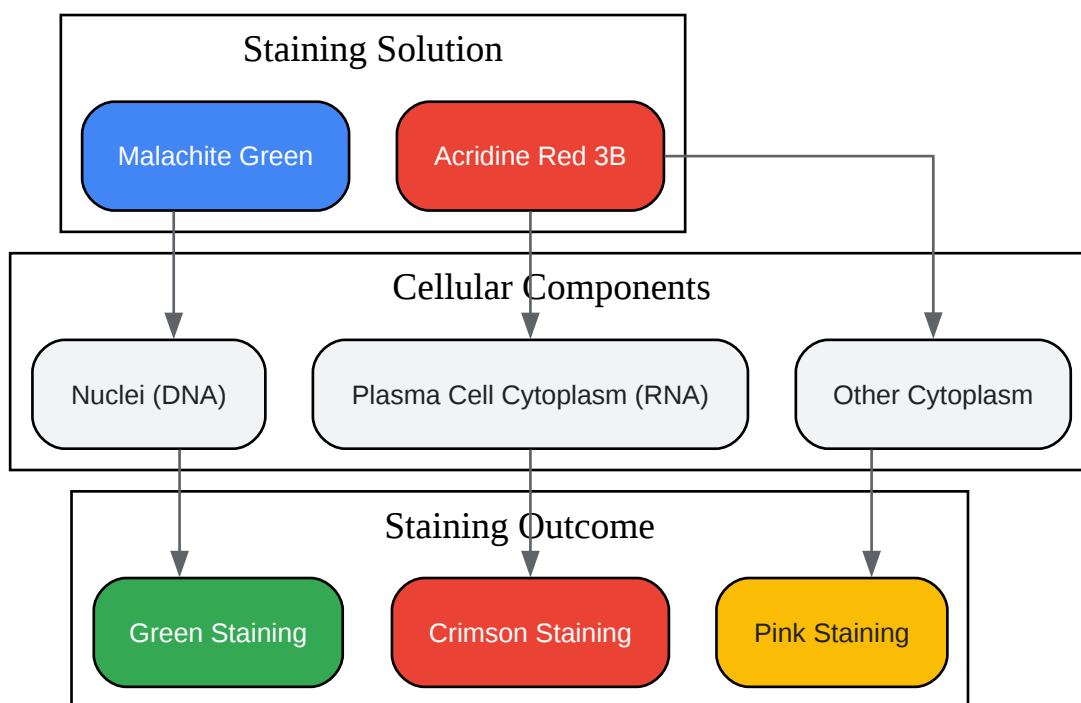 Staining Solution
Malachite Green
Acridine Red 3B
Cellular Components
Nuclei (DNA)
Plasma Cell Cytoplasm (RNA)
Other Cytoplasm
Staining Outcome
Green Staining
Crimson Staining
Pink Staining